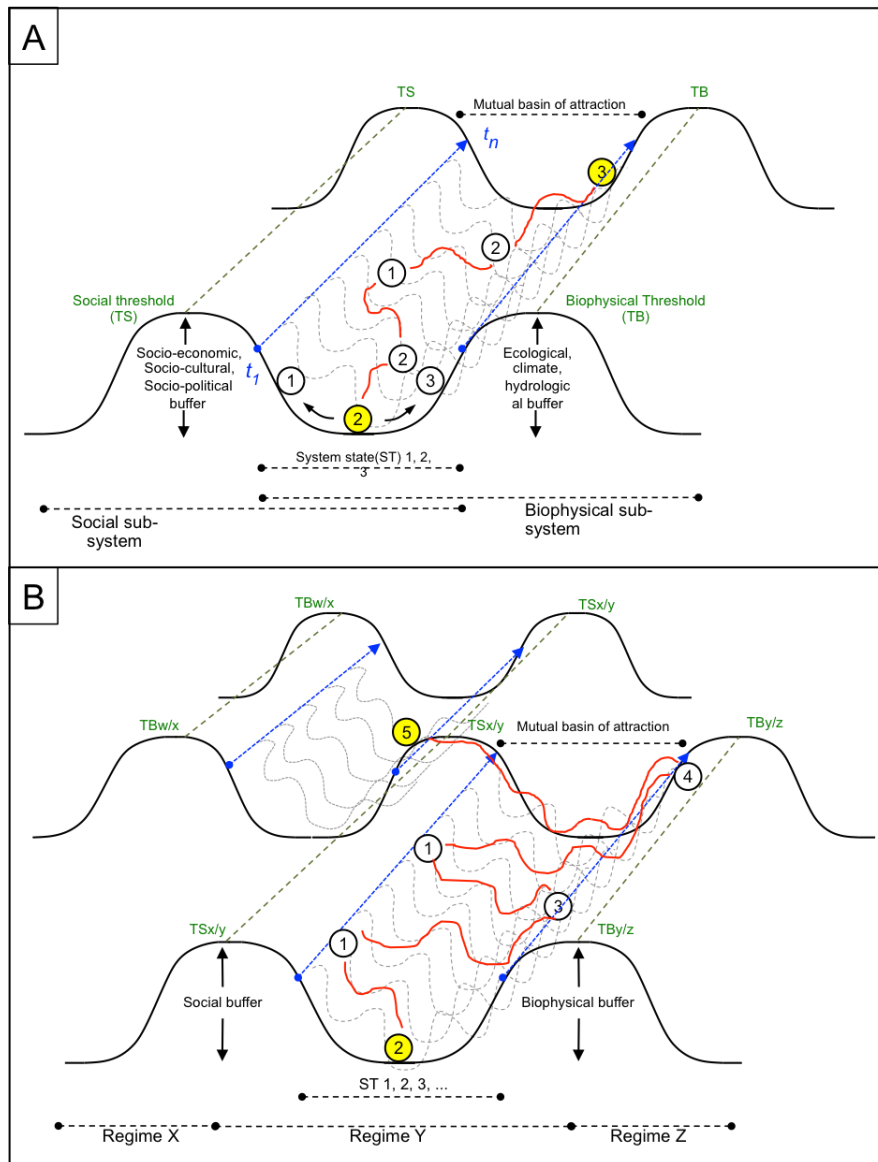 A
TS
TB
Mutual basin of attraction
tn
3
2
1
Social threshold
(TS)
Biophysical Threshold
(TB)
Socio-economic,
Socio-cultural,
Socio-political
buffer
Ecological,
climate,
hydrologic
al buffer
t1
1
2
3
2
System state(ST) 1, 2,
3
Social sub-
system
Biophysical sub-
system
B
TBw/x
TSx/y
TBw/x
5
TSx/y
Mutual basin of attraction
TBy/z
4
1
3
TSx/y
1
TBy/z
Social buffer
Biophysical buffer
2
ST 1, 2, 3, ...
Regime X
Regime Y
Regime Z